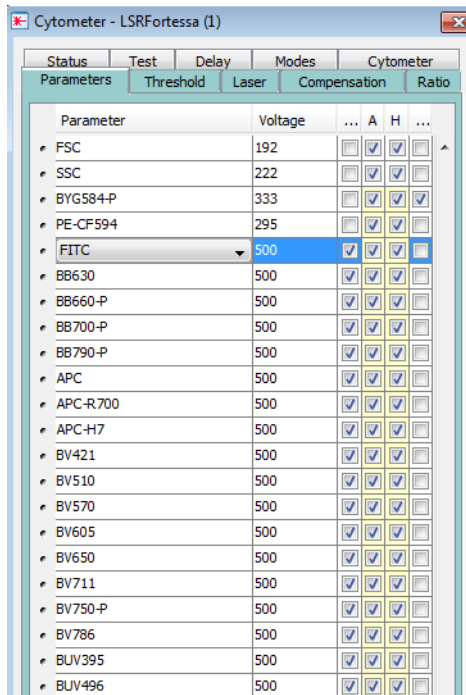 Cytometer - LSRFortessa (1)
Status Test Delay Modes Cytometer
Parameters Threshold Laser Compensation Ratio
Parameter Voltage ... A H ...
FSC 192
SSC 222
BYG584-P 333
PE-CF594 295
FITC 500
BB630 500
BB660-P 500
BB700-P 500
BB790-P 500
APC 500
APC-R700 500
APC-H7 500
BV421 500
BV510 500
BV570 500
BV605 500
BV650 500
BV711 500
BV750-P 500
BV786 500
BUV395 500
BUV496 500